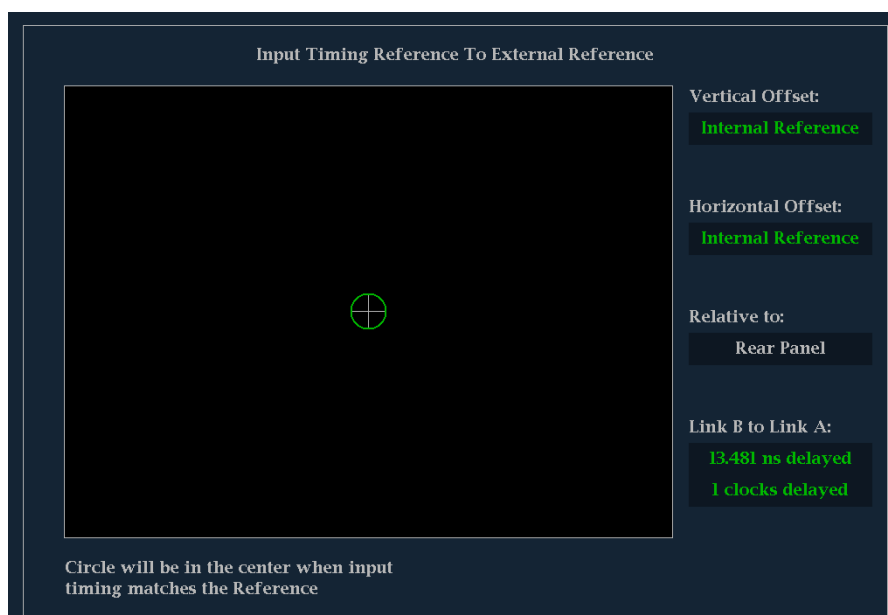 Input Timing Reference To External Reference
Vertical Offset:
Internal Reference
Horizontal Offset:
Internal Reference
Relative to:
Rear Panel
Link B to Link A:
13.481 ns delayed
1 clocks delayed
Circle will be in the center when input
timing matches the Reference